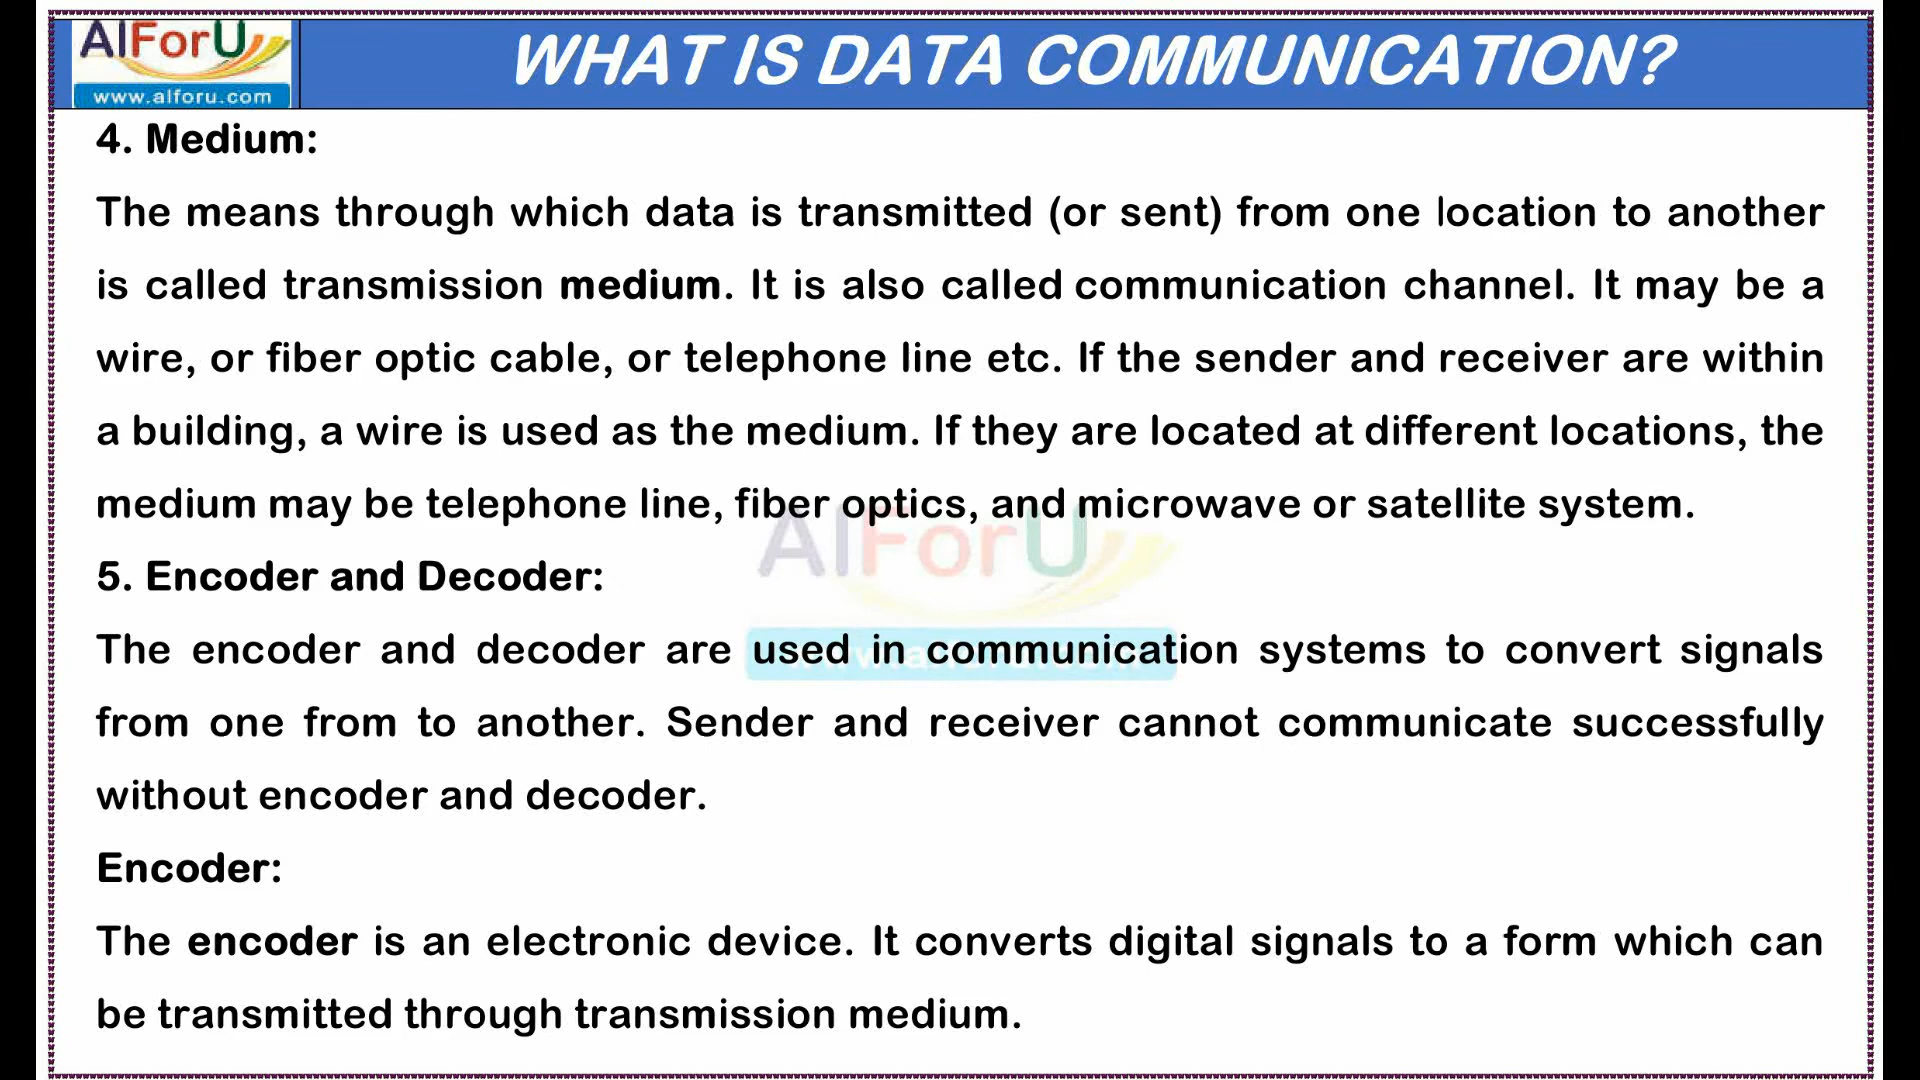 AIForU
www.alforu.com
WHAT IS DATA COMMUNICATION?
4. Medium:
The means through which data is transmitted (or sent) from one location to another
is called transmission medium. It is also called communication channel. It may be a
wire, or fiber optic cable, or telephone line etc. If the sender and receiver are within
a building, a wire is used as the medium. If they are located at different locations, the
medium may be telephone line, fiber optics, and microwave or satellite system.
AIForU
5. Encoder and Decoder:
The encoder and decoder are used in communication systems to convert signals
from one from to another. Sender and receiver cannot communicate successfully
without encoder and decoder.
Encoder:
The encoder is an electronic device. It converts digital signals to a form which can
be transmitted through transmission medium.